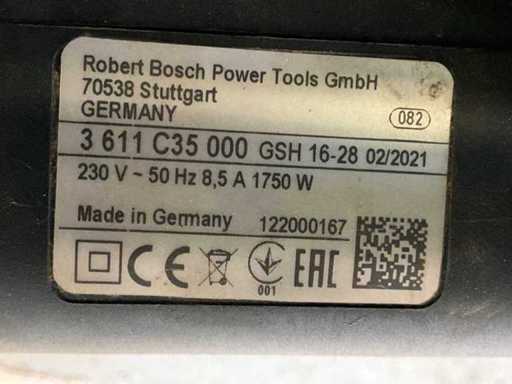 Robert Bosch Power Tools GmbH
70538 Stuttgart
GERMANY
082
3 611 C35 000 GSH 16-28 02/2021
230 V ~ 50 Hz 8,5 A 1750 W
Made in Germany 122000167
CE 001 EAC